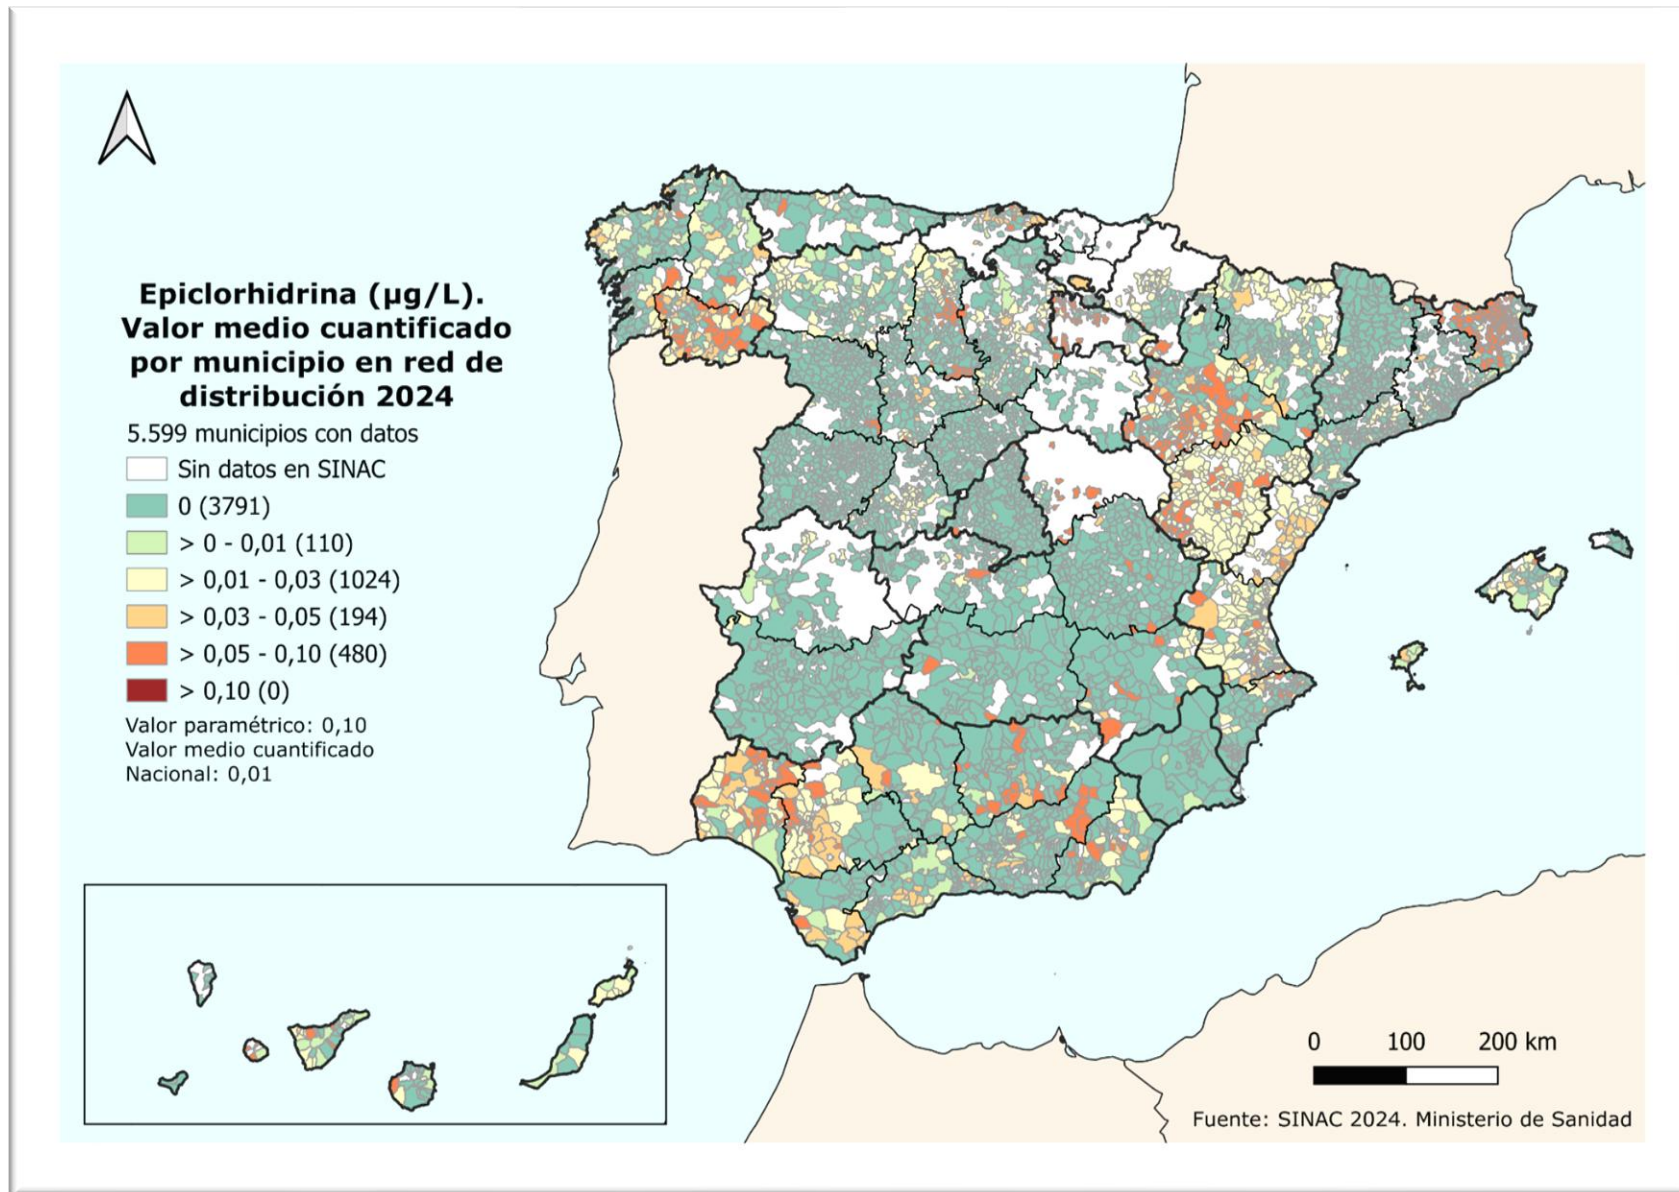 Epiclorhidrina (µg/L).
Valor medio cuantificado
por municipio en red de
distribución 2024
5.599 municipios con datos
Sin datos en SINAC
0 (3791)
> 0 - 0,01 (110)
> 0,01 - 0,03 (1024)
> 0,03 - 0,05 (194)
> 0,05 - 0,10 (480)
> 0,10 (0)
Valor paramétrico: 0,10
Valor medio cuantificado
Nacional: 0,01
0 100 200 km
Fuente: SINAC 2024. Ministerio de Sanidad